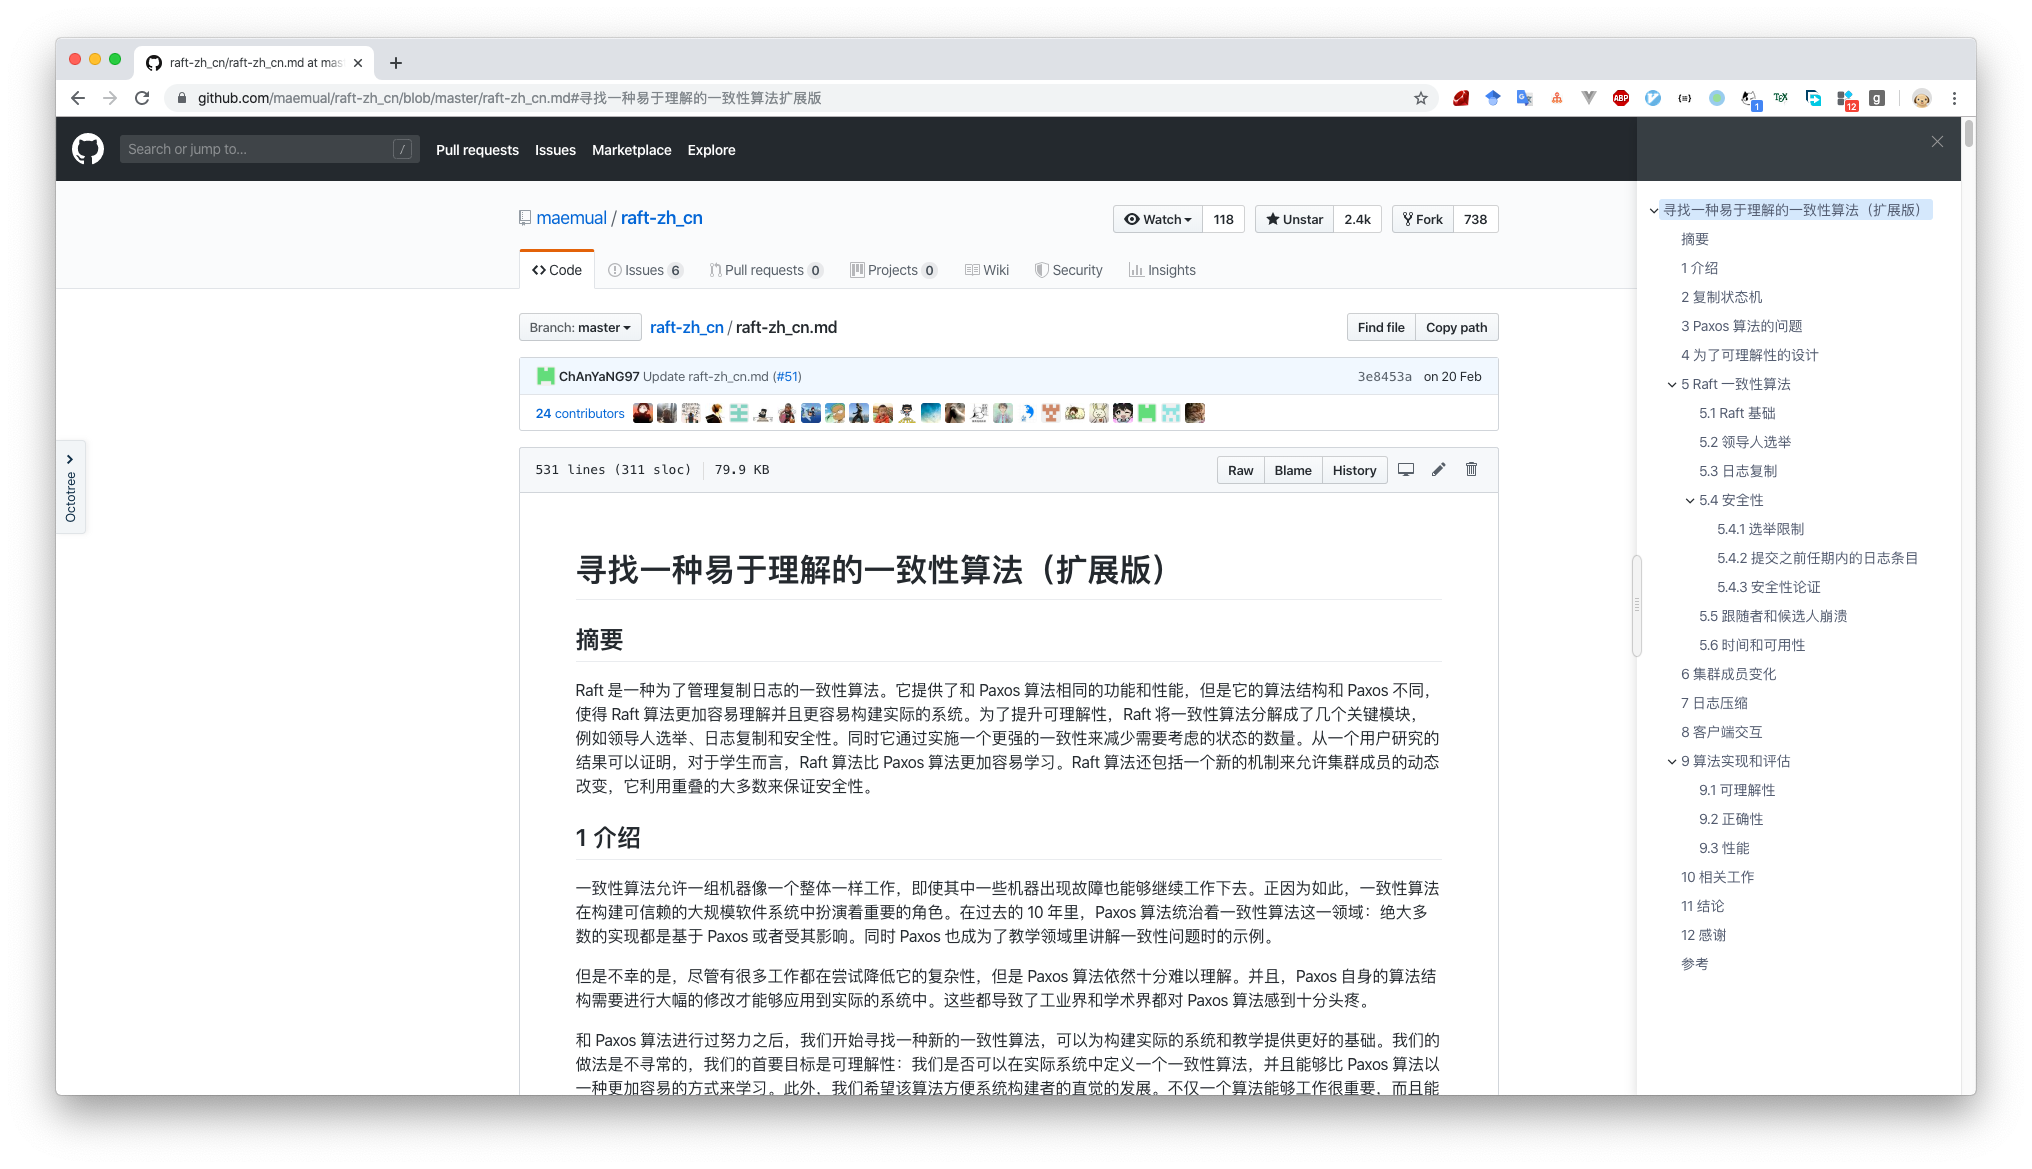 raft-zh_cn/raft-zh_cn.md at mas
github.com/maemual/raft-zh_cn/blob/master/raft-zh_cn.md#寻找一种易于理解的一致性算法扩展版
ABP
1
TEX
12
g
Search or jump to...
/
Pull requests
Issues
Marketplace
Explore
maemual / raft-zh_cn
Watch
118
Unstar
2.4k
Fork
738
Code
Issues 6
Pull requests 0
Projects 0
Wiki
Security
Insights
Branch: master
raft-zh_cn / raft-zh_cn.md
Find file
Copy path
ChAnYaNG97 Update raft-zh_cn.md (#51)
3e8453a on 20 Feb
24 contributors
Octotree
531 lines (311 sloc)
79.9 KB
Raw
Blame
History
寻找一种易于理解的一致性算法（扩展版）
摘要
Raft 是一种为了管理复制日志的一致性算法。它提供了和 Paxos 算法相同的功能和性能，但是它的算法结构和 Paxos 不同，
使得 Raft 算法更加容易理解并且更容易构建实际的系统。为了提升可理解性，Raft 将一致性算法分解成了几个关键模块，
例如领导人选举、日志复制和安全性。同时它通过实施一个更强的一致性来减少需要考虑的状态的数量。从一个用户研究的
结果可以证明，对于学生而言，Raft 算法比 Paxos 算法更加容易学习。Raft 算法还包括一个新的机制来允许集群成员的动态
改变，它利用重叠的大多数来保证安全性。
1 介绍
一致性算法允许一组机器像一个整体一样工作，即使其中一些机器出现故障也能够继续工作下去。正因为如此，一致性算法
在构建可信赖的大规模软件系统中扮演着重要的角色。在过去的 10 年里，Paxos 算法统治着一致性算法这一领域：绝大多
数的实现都是基于 Paxos 或者受其影响。同时 Paxos 也成为了教学领域里讲解一致性问题时的示例。
但是不幸的是，尽管有很多工作都在尝试降低它的复杂性，但是 Paxos 算法依然十分难以理解。并且，Paxos 自身的算法结
构需要进行大幅的修改才能够应用到实际的系统中。这些都导致了工业界和学术界都对 Paxos 算法感到十分头疼。
和 Paxos 算法进行过努力之后，我们开始寻找一种新的一致性算法，可以为构建实际的系统和教学提供更好的基础。我们的
做法是不寻常的，我们的首要目标是可理解性：我们是否可以在实际系统中定义一个一致性算法，并且能够比 Paxos 算法以
一种更加容易的方式来学习。此外，我们希望该算法方便系统构建者的直觉的发展。不仅一个算法能够工作很重要，而且能
寻找一种易于理解的一致性算法（扩展版）
摘要
1 介绍
2 复制状态机
3 Paxos 算法的问题
4 为了可理解性的设计
5 Raft 一致性算法
5.1 Raft 基础
5.2 领导人选举
5.3 日志复制
5.4 安全性
5.4.1 选举限制
5.4.2 提交之前任期内的日志条目
5.4.3 安全性论证
5.5 跟随者和候选人崩溃
5.6 时间和可用性
6 集群成员变化
7 日志压缩
8 客户端交互
9 算法实现和评估
9.1 可理解性
9.2 正确性
9.3 性能
10 相关工作
11 结论
12 感谢
参考